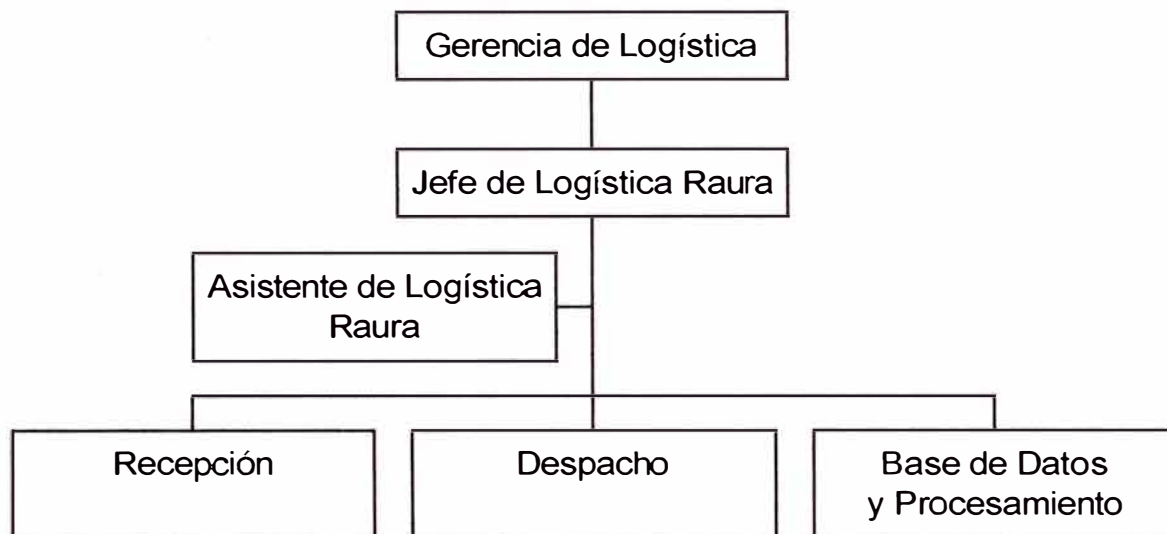 Gerencia de Logística
Jefe de Logística Raura
Asistente de Logística
Raura
Recepción
Despacho
Base de Datos
y Procesamiento